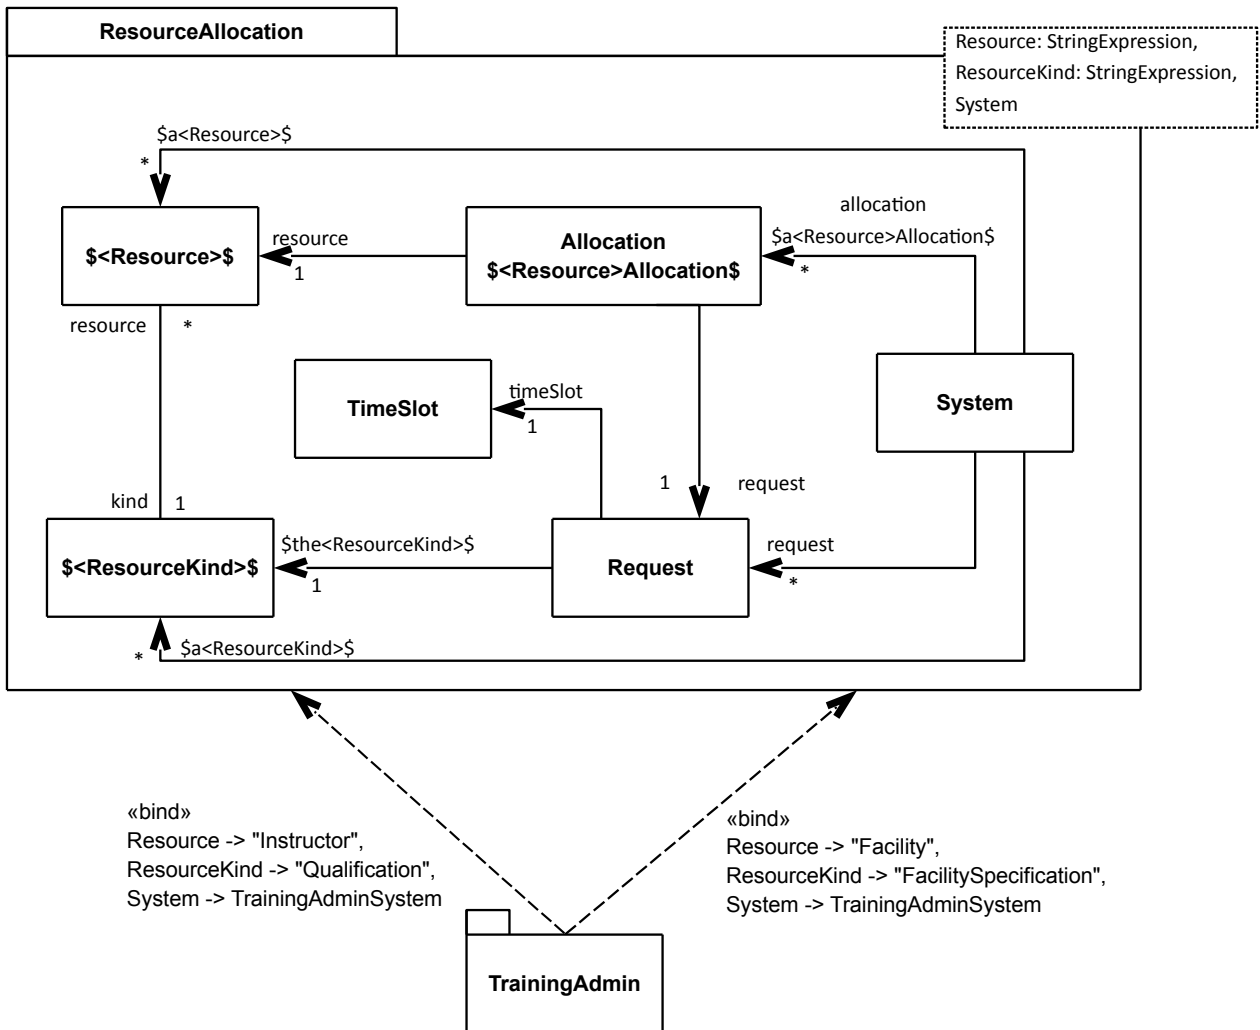 ResourceAllocation
Resource: StringExpression,
ResourceKind: StringExpression,
System
$a<Resource>$
*
$<Resource>$
resource
1
Allocation
$<Resource>Allocation$
allocation
$a<Resource>Allocation$
*
resource
*
TimeSlot
timeSlot
1
System
kind
1
1
request
$<ResourceKind>$
$the<ResourceKind>$
1
Request
request
*
*
$a<ResourceKind>$
«bind»
Resource -> "Instructor",
ResourceKind -> "Qualification",
System -> TrainingAdminSystem
«bind»
Resource -> "Facility",
ResourceKind -> "FacilitySpecification",
System -> TrainingAdminSystem
TrainingAdmin